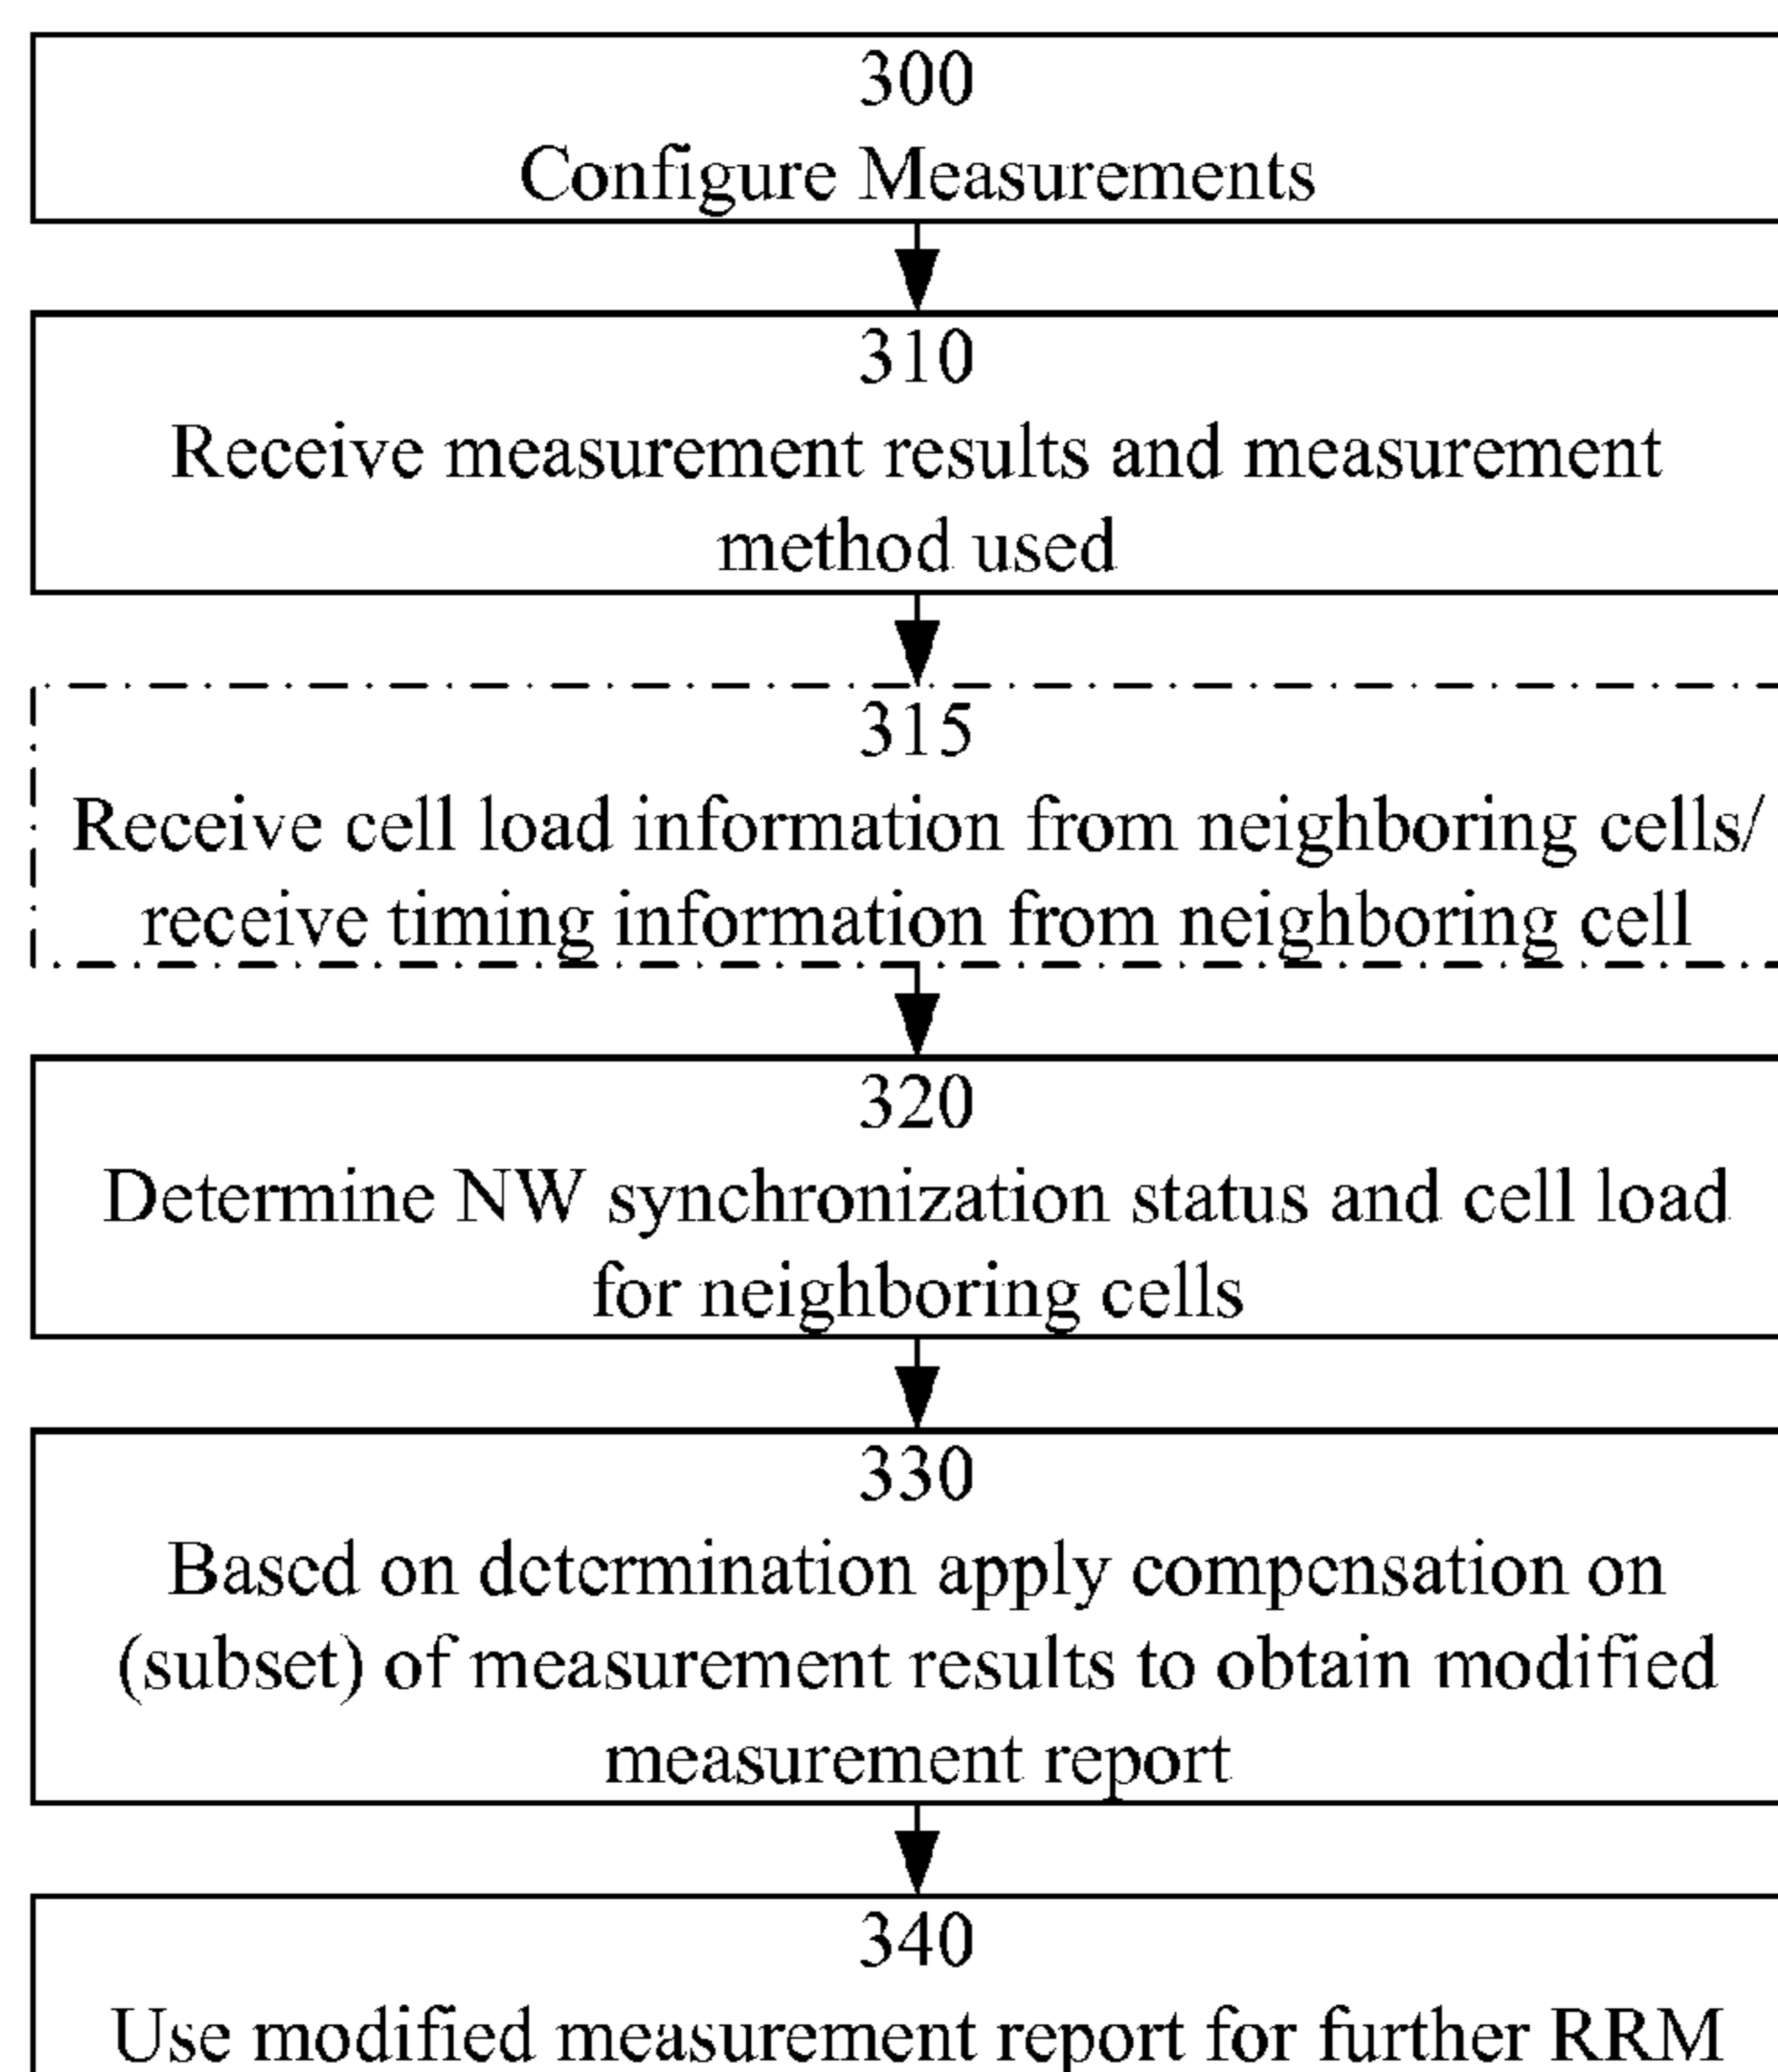 300
Configure Measurements
310
Receive measurement results and measurement
method used
315
Receive cell load information from neighboring cells/
receive timing information from neighboring cell
320
Determine NW synchronization status and cell load
for neighboring cells
330
Based on determination apply compensation on
(subset) of measurement results to obtain modified
measurement report
340
Use modified measurement report for further RRM